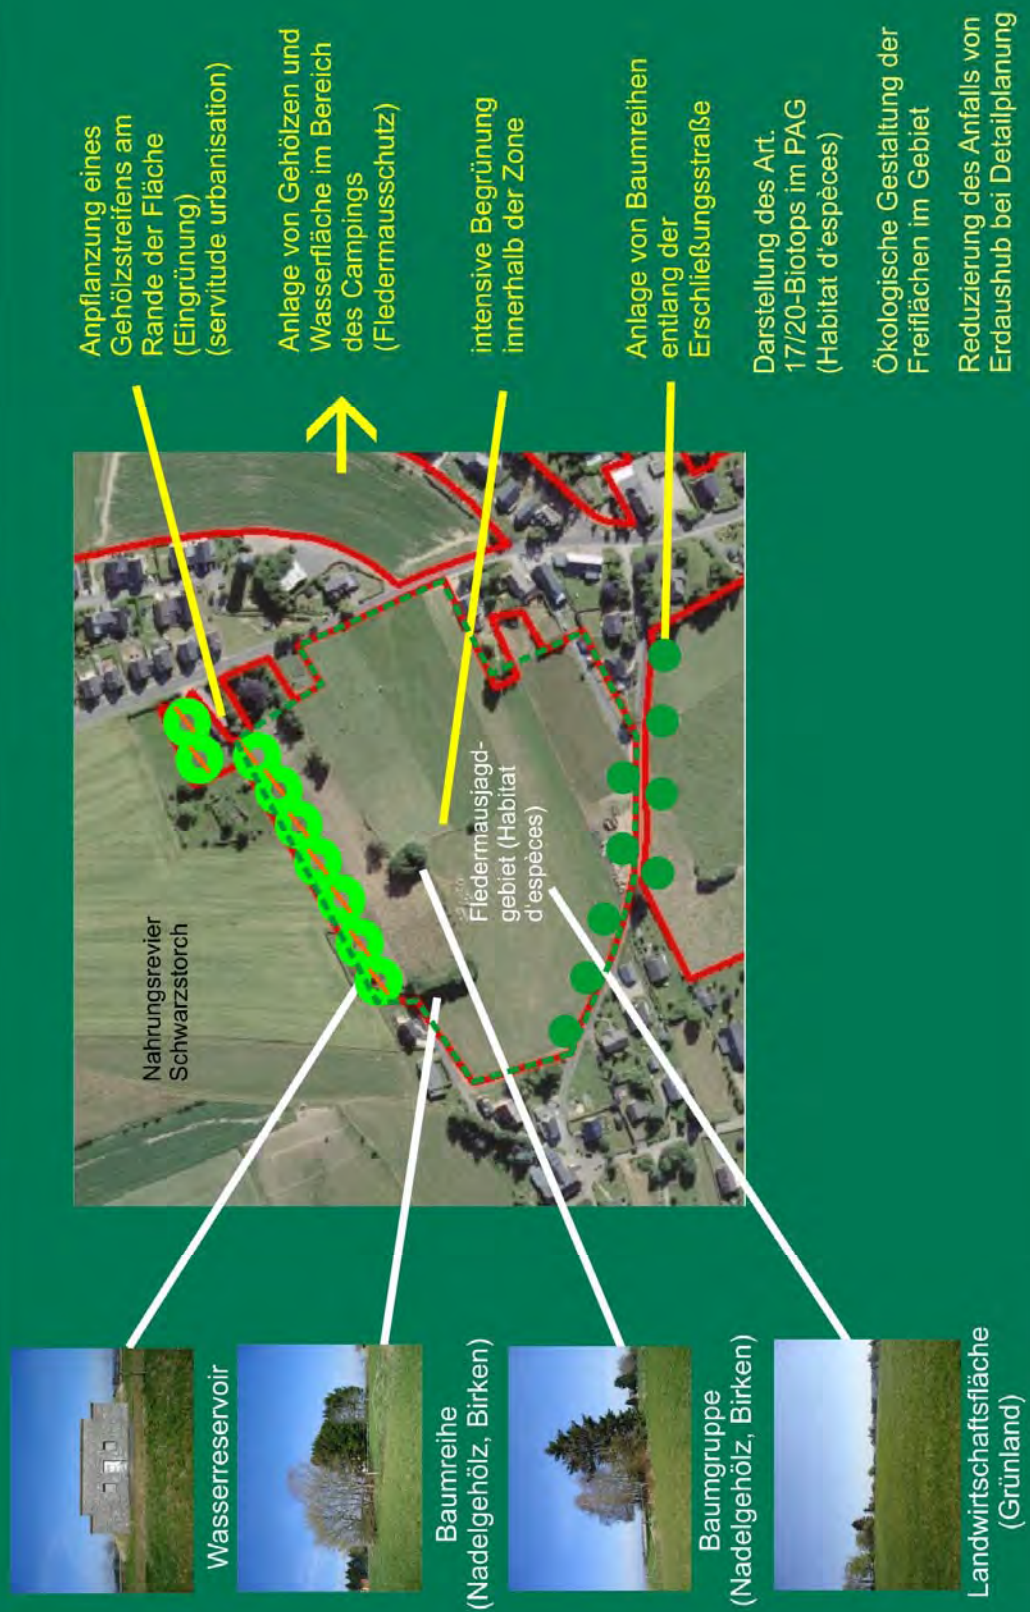 Wasserreservoir
Baumreihe
(Nadelgehölz, Birken)
Baumgruppe
(Nadelgehölz, Birken)
Landwirtschaftsfläche
(Grünland)
Nahrungsrevier
Schwarzstorch
Fledermausjagd-
gebiet (Habitat
d'espèces)
Anpflanzung eines
Gehölzstreifens am
Rande der Fläche
(Eingrünung)
(servitude urbanisation)
Anlage von Gehölzen und
Wasserfläche im Bereich
des Campings
(Fledermausschutz)
intensive Begrünung
innerhalb der Zone
Anlage von Baumreihen
entlang der
Erschließungsstraße
Darstellung des Art.
17/20-Biotops im PAG
(Habitat d'espèces)
Ökologische Gestaltung der
Freiflächen im Gebiet
Reduzierung des Anfalls von
Erdaushub bei Detailplanung